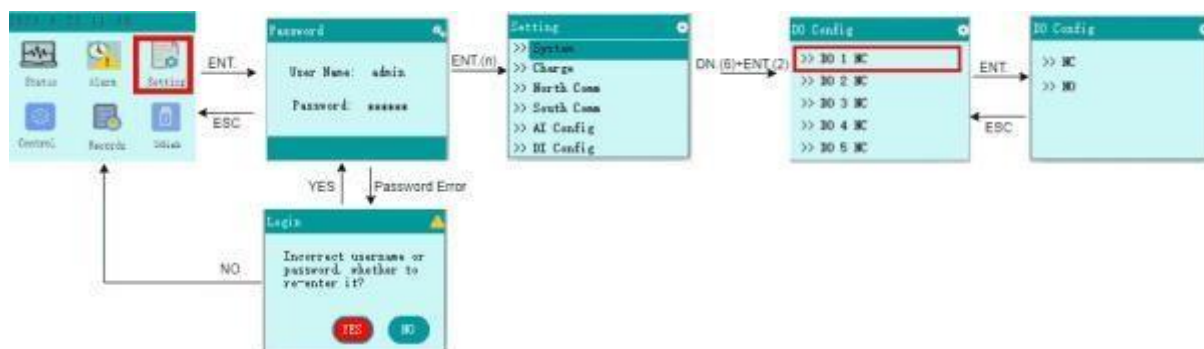 Status
Alarm
Setting
Control
Records
Udisk
ENT.
ESC
Password
User Name: admin
Password: ******
YES
Password Error
Login
Incorrect username or
password, whether to
re-enter it?
YES
NO
NO
ENT.(n)
Setting
>> System
>> Charge
>> North Comm
>> South Comm
>> AI Config
>> DI Config
DN.(6)+ENT.(2)
DO Config
>> DO 1 NC
>> DO 2 NC
>> DO 3 NC
>> DO 4 NC
>> DO 5 NC
ENT.
ESC
DO Config
>> NC
>> NO